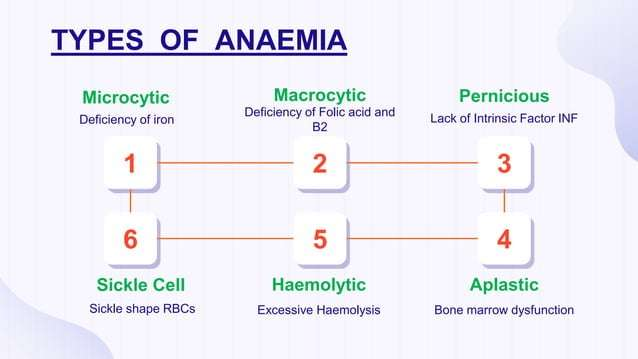 TYPES OF ANAEMIA
Microcytic
Deficiency of iron
Macrocytic
Deficiency of Folic acid and
B2
Pernicious
Lack of Intrinsic Factor INF
1
2
3
6
5
4
Sickle Cell
Sickle shape RBCs
Haemolytic
Excessive Haemolysis
Aplastic
Bone marrow dysfunction